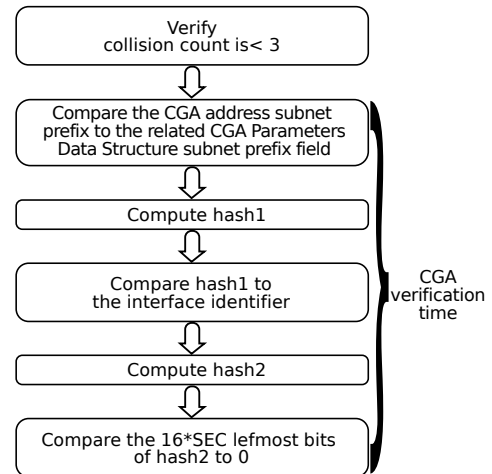 Verify
collision count is< 3
Compare the CGA address subnet
prefix to the related CGA Parameters
Data Structure subnet prefix field
Compute hash1
Compare hash1 to
the interface identifier
Compute hash2
Compare the 16*SEC lefmost bits
of hash2 to 0
CGA
verification
time